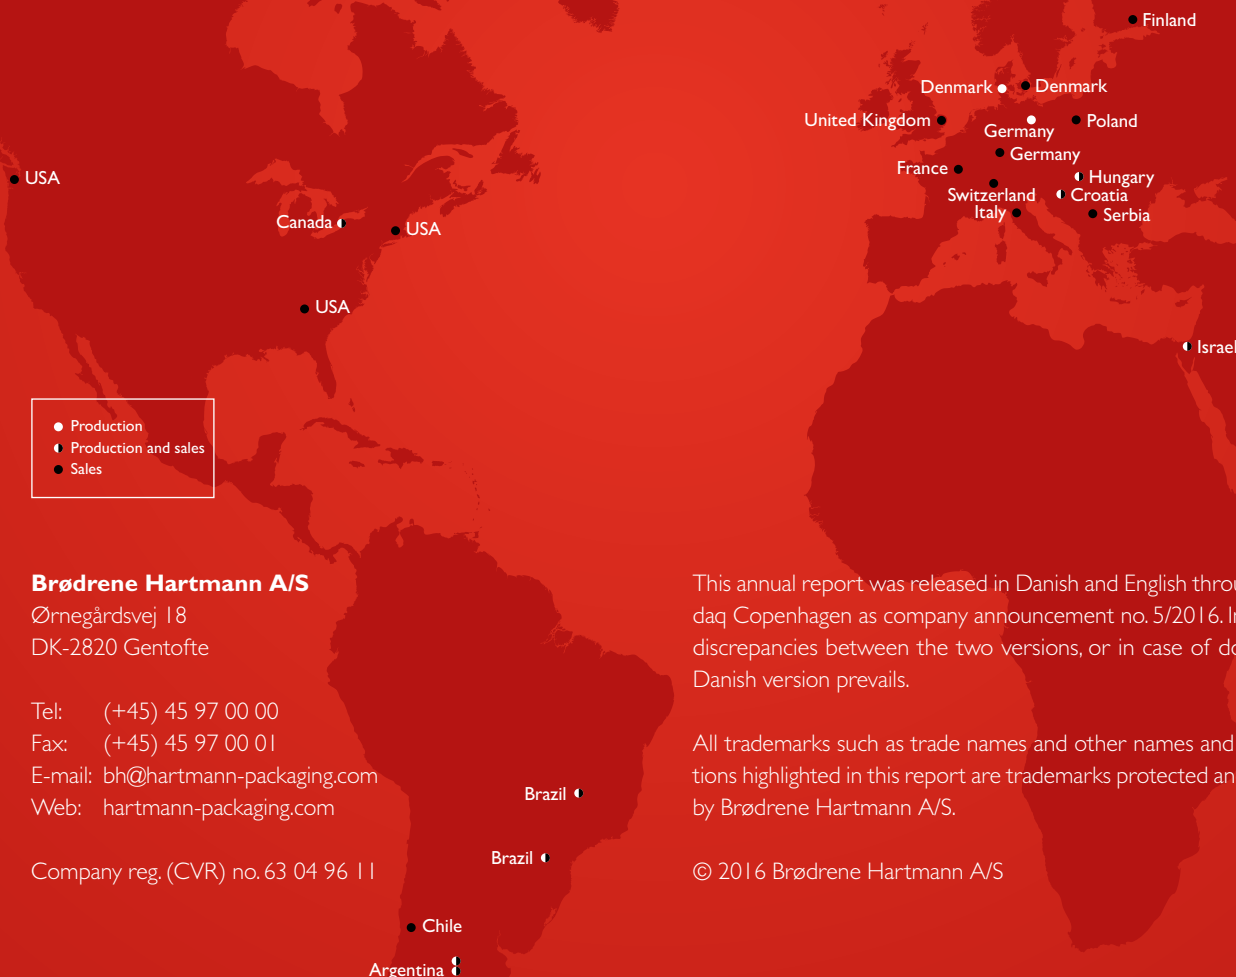 Finland
Denmark
Denmark
United Kingdom
Germany
Poland
Germany
France
Hungary
Switzerland
Croatia
Italy
Serbia
USA
Canada
USA
USA
Israel
Production
Production and sales
Sales
Brødrene Hartmann A/S
Ørnegårdsvej 18
DK-2820 Gentofte
Tel: (+45) 45 97 00 00
Fax: (+45) 45 97 00 01
E-mail: bh@hartmann-packaging.com
Web: hartmann-packaging.com
Company reg. (CVR) no. 63 04 96 11
This annual report was released in Danish and English
daq Copenhagen as company announcement no. 5/2016.
discrepancies between the two versions, or in case of
Danish version prevails.
All trademarks such as trade names and other names and
tions highlighted in this report are trademarks protected
by Brødrene Hartmann A/S.
© 2016 Brødrene Hartmann A/S
Brazil
Brazil
Chile
Argentina